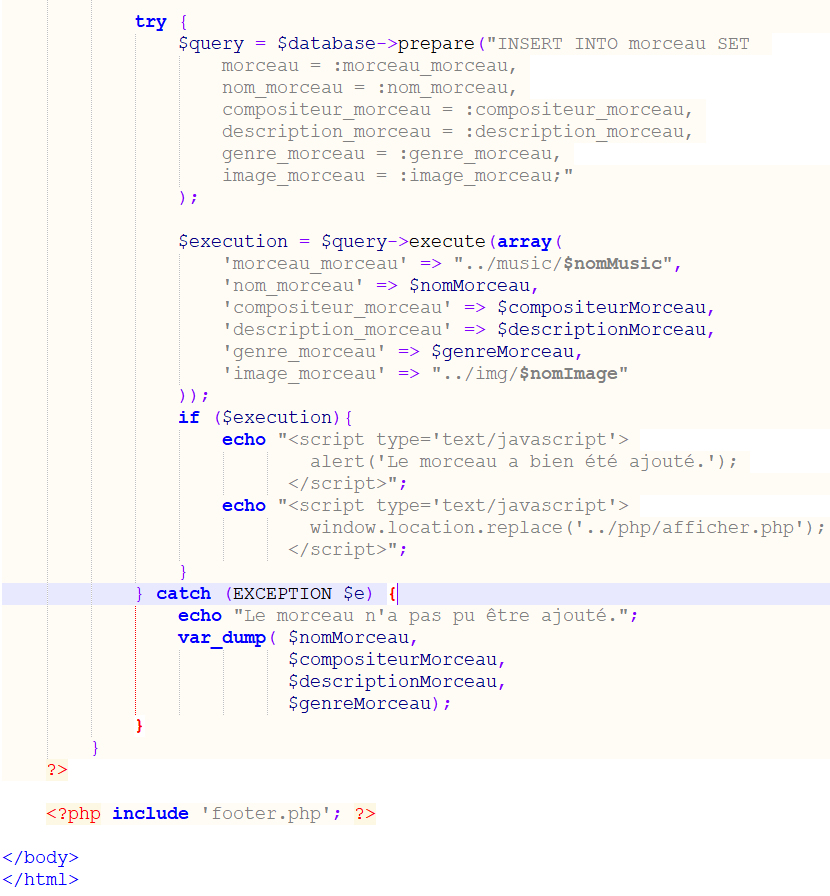 try {
$query = $database->prepare("INSERT INTO morceau SET
morceau = :morceau_morceau,
nom_morceau = :nom_morceau,
compositeur_morceau = :compositeur_morceau,
description_morceau = :description_morceau,
genre_morceau = :genre_morceau,
image_morceau = :image_morceau;"
);
$execution = $query->execute(array(
'morceau_morceau' => "../music/$nomMusic",
'nom_morceau' => $nomMorceau,
'compositeur_morceau' => $compositeurMorceau,
'description_morceau' => $descriptionMorceau,
'genre_morceau' => $genreMorceau,
'image_morceau' => "../img/$nomImage"
));
if ($execution){
echo "<script type='text/javascript'>
alert('Le morceau a bien été ajouté.');
</script>";
echo "<script type='text/javascript'>
window.location.replace('../php/afficher.php');
</script>";
}
} catch (EXCEPTION $e) {
echo "Le morceau n'a pas pu être ajouté.";
var_dump( $nomMorceau,
$compositeurMorceau,
$descriptionMorceau,
$genreMorceau);
}
}
?>
<?php include 'footer.php'; ?>
</body>
</html>